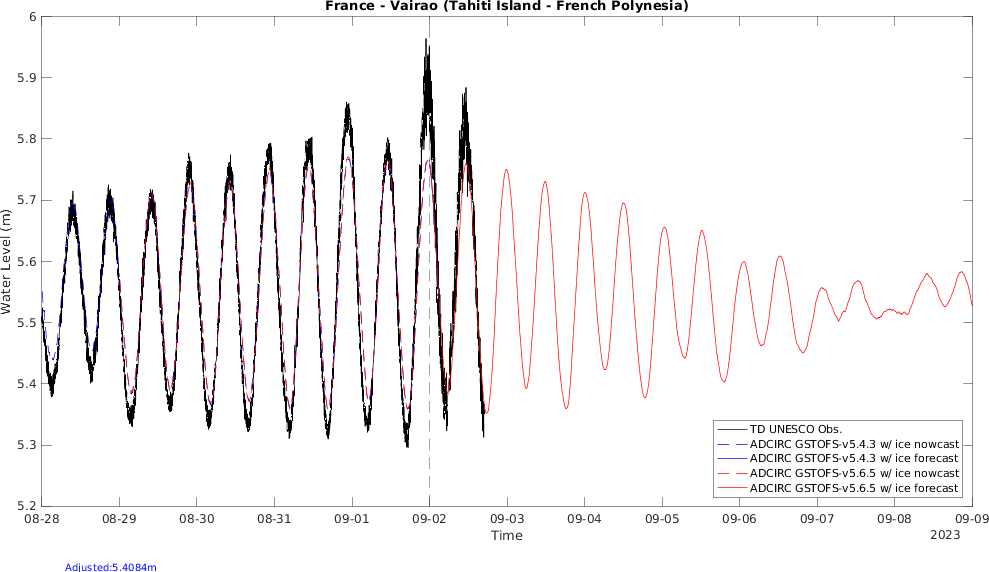 France - Vairao (Tahiti Island - French Polynesia)
6
5.9
5.8
5.7
5.6
5.5
5.4
5.3
5.2
Water Level (m)
TD UNESCO Obs.
ADCIRC GSTOFS-v5.4.3 w/ ice nowcast
ADCIRC GSTOFS-v5.4.3 w/ ice forecast
ADCIRC GSTOFS-v5.6.5 w/ ice nowcast
ADCIRC GSTOFS-v5.6.5 w/ ice forecast
08-28 08-29 08-30 08-31 09-01 09-02 09-03 09-04 09-05 09-06 09-07 09-08 09-09
Time
2023
Adjusted:5.4084m